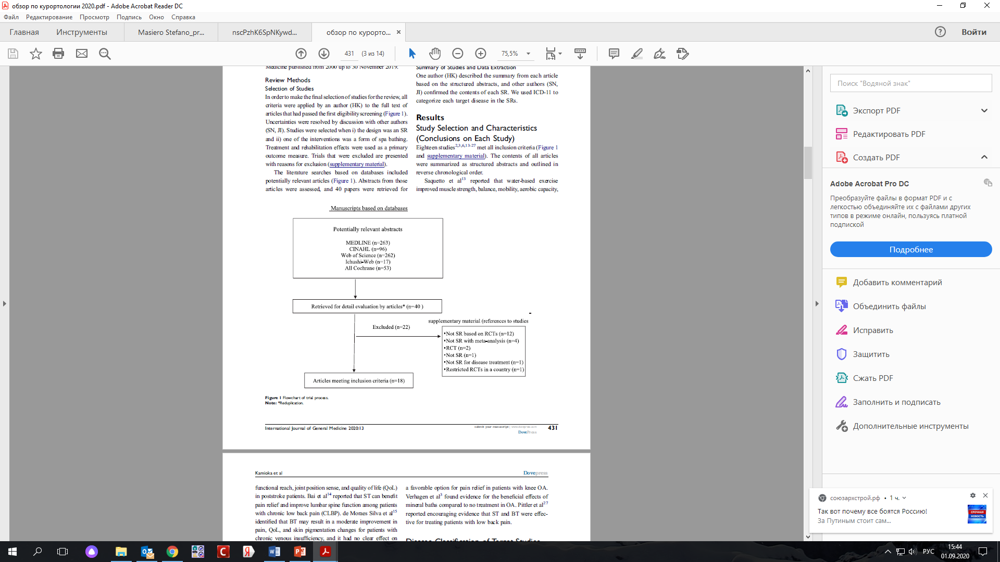 обзор по курортологии 2020.pdf - Adobe Acrobat Reader DC
Файл Редактирование Просмотр Подпись Окно Справка
Главная Инструменты Masiero Stefano_pr... nscPzhK6SpNKywd... обзор по курорто...
Войти
431 (3 из 14) 75,5%
Medicine published from 2000 up to 30 November 2019.
Review Methods
Selection of Studies
In order to make the final selection of studies for the review, all
criteria were applied by an author (HK) to the full text of
articles that had passed the first eligibility screening (Figure 1).
Uncertainties were resolved by discussion with other authors
(SN, JI). Studies were selected when i) the design was an SR
and ii) one of the interventions was a form of spa bathing.
Treatment and rehabilitation effects were used as a primary
outcome measure. Trials that were excluded are presented
with reasons for exclusion (supplementary material).
The literature searches based on databases included
potentially relevant articles (Figure 1). Abstracts from those
articles were assessed, and 40 papers were retrieved for
Summary of Studies and Data Extraction
One author (HK) described the summary from each article
based on the structured abstracts, and other authors (SN,
JI) confirmed the contents of each SR. We used ICD-11 to
categorize each target disease in the SRs.
Results
Study Selection and Characteristics
(Conclusions on Each Study)
Eighteen studies2,3,6,13-27 met all inclusion criteria (Figure 1
and supplementary material). The contents of all articles
were summarized as structured abstracts and outlined in
reverse chronological order.
Saquetto et al13 reported that water-based exercise
improved muscle strength, balance, mobility, aerobic capacity,
Manuscripts based on databases
Potentially relevant abstracts
MEDLINE (n=263)
CINAHL (n=96)
Web of Science (n=262)
Ichushi-Web (n=17)
All Cochrane (n=53)
Retrieved for detail evaluation by articles* (n=40 )
supplementary material (references to studies
Excluded (n=22)
•Not SR based on RCTs (n=12)
•Not SR with meta-analysis (n=4)
•RCT (n=2)
•Not SR (n=1)
•Not SR for disease treatment (n=1)
•Restricted RCTs in a country (n=1)
Articles meeting inclusion criteria (n=18)
Figure 1 Flowchart of trial process.
Note: *Reduplication.
International Journal of General Medicine 2020:13
submit your manuscript | www.dovepress.com
DovePress
431
Kamioka et al
Dovepress
functional reach, joint position sense, and quality of life (QoL)
in poststroke patients. Bai et al14 reported that ST can benefit
pain relief and improve lumbar spine function among patients
with chronic low back pain (CLBP). de Moraes Silva et al15
identified that BT may result in a moderate improvement in
pain, QoL, and skin pigmentation changes for patients with
chronic venous insufficiency, and it had no clear effect on
a favorable option for pain relief in patients with knee OA.
Verhagen et al3 found evidence for the beneficial effects of
mineral baths compared to no treatment in OA. Pittler et al27
reported encouraging evidence that ST and BT were effec-
tive for treating patients with low back pain.
Disease Classification of Target Studies
Поиск "Водяной знак"
Экспорт PDF
Редактировать PDF
Создать PDF
Adobe Acrobat Pro DC
Преобразуйте файлы в формат PDF и с
легкостью объединяйте их с файлами других
типов в режиме онлайн, пользуясь платной
подпиской
Подробнее
Добавить комментарий
Объединить файлы
Исправить
Защитить
Сжать PDF
Заполнить и подписать
Дополнительные инструменты
союзархстрой.рф • 1 ч.
Так вот почему все боятся Россию!
За Путиным стоит сам...
СРОЧНАЯ
НОВОСТЬ
РУС
15:44
01.09.2020